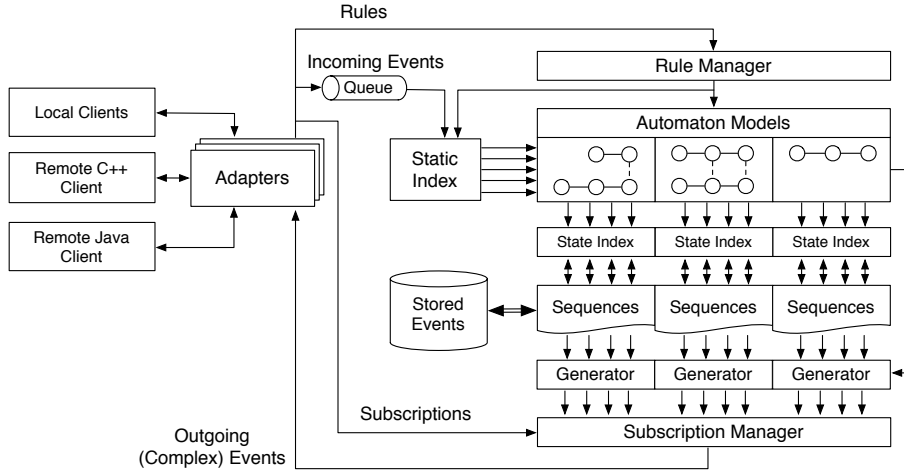 Rules
Incoming Events
Queue
Rule Manager
Local Clients
Remote C++
Client
Remote Java
Client
Adapters
Static
Index
Automaton Models
State Index
State Index
State Index
Stored
Events
Sequences
Sequences
Sequences
Generator
Generator
Generator
Subscriptions
Subscription Manager
Outgoing
(Complex) Events